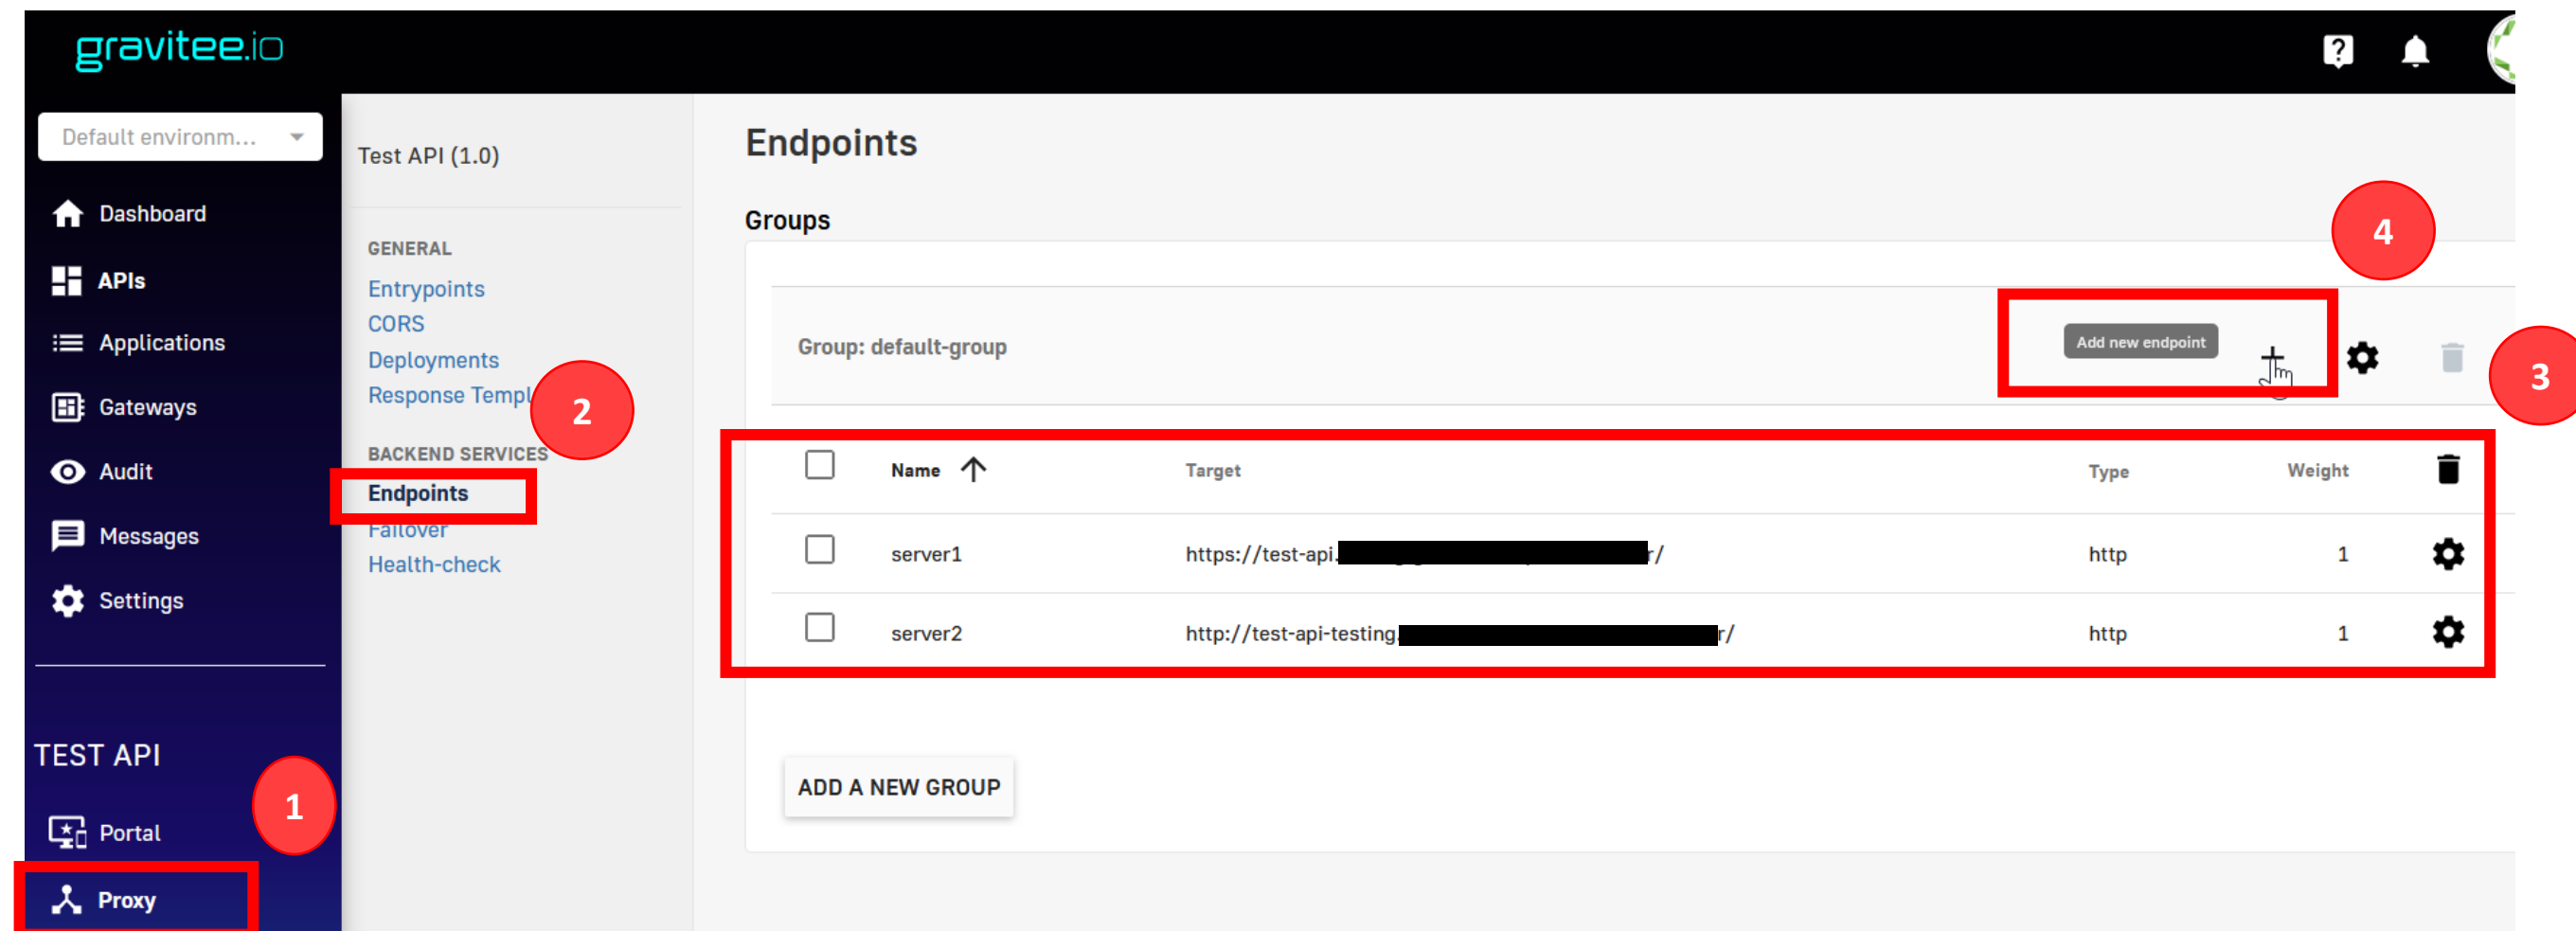 gravitee.io
Default environm...
Dashboard
APIs
Applications
Gateways
Audit
Messages
Settings
TEST API
1
Portal
Proxy
Test API (1.0)
GENERAL
Entrypoints
CORS
Deployments
Response Templ
2
BACKEND SERVICES
Endpoints
Failover
Health-check
Endpoints
Groups
4
Group: default-group
Add new endpoint
3
Name Target Type Weight
server1 https://test-api. r/ http 1
server2 http://test-api-testing. r/ http 1
ADD A NEW GROUP